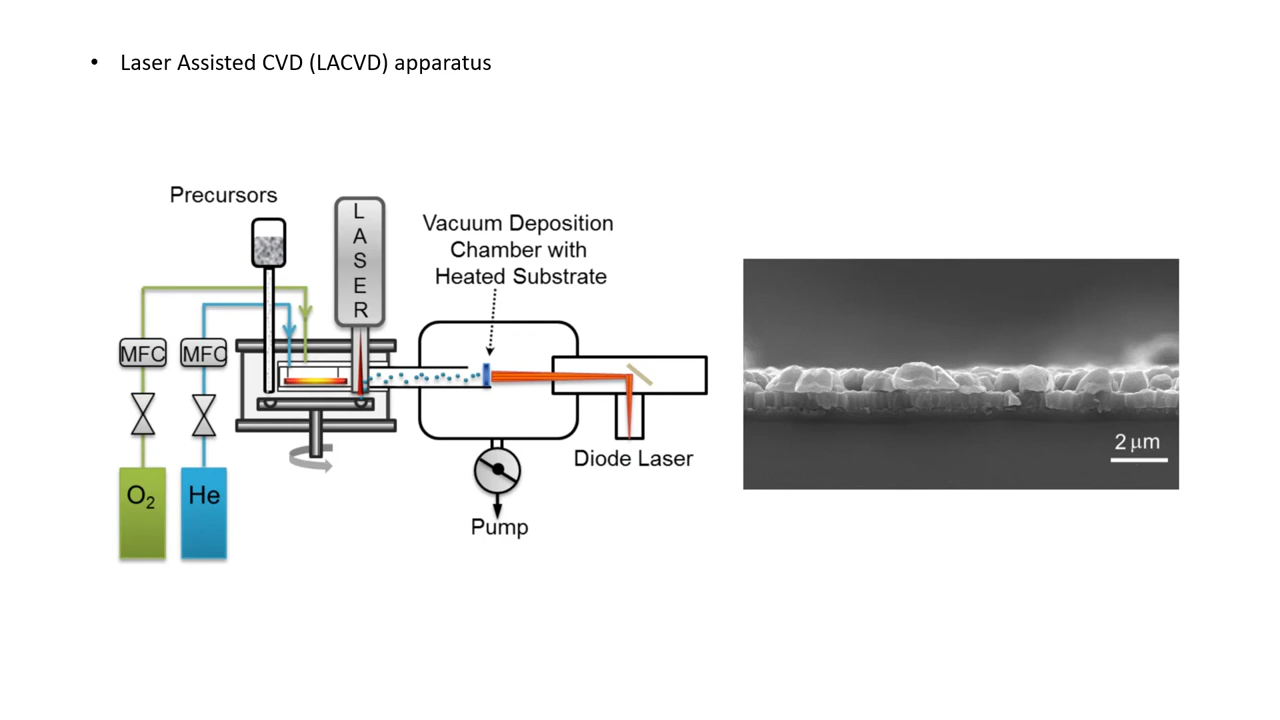 • Laser Assisted CVD (LACVD) apparatus
Precursors
L
A
S
E
R
Vacuum Deposition
Chamber with
Heated Substrate
MFC
MFC
O₂
He
Diode Laser
Pump
2 μm